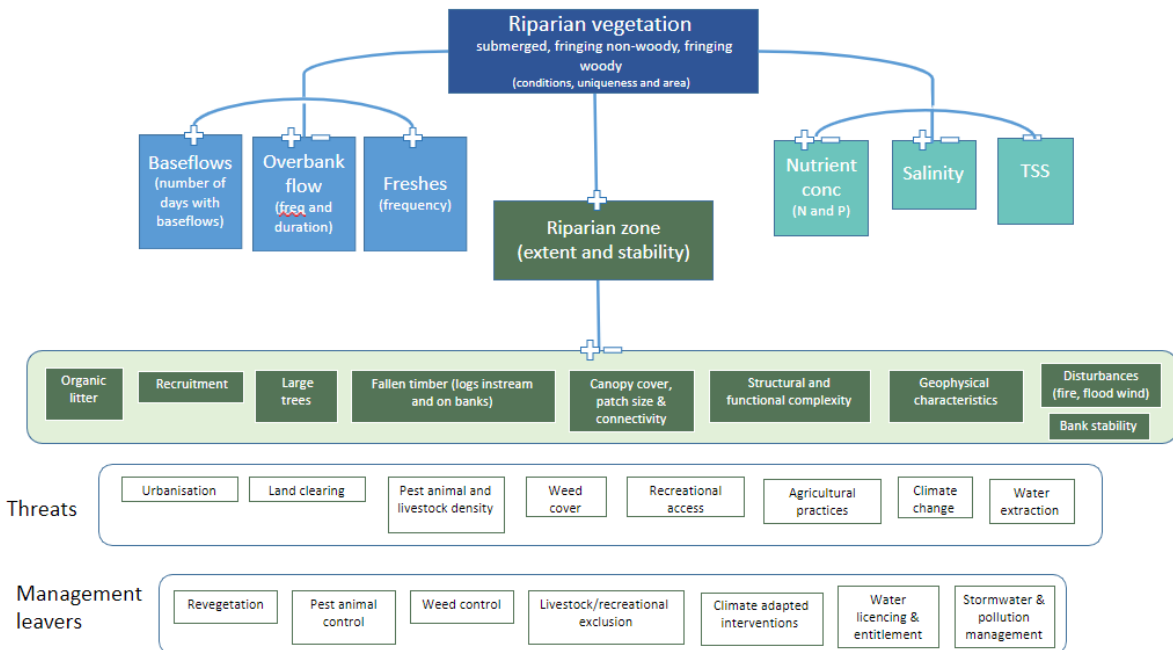 Riparian vegetation
submerged, fringing non-woody, fringing
woody
(conditions, uniqueness and area)
Baseflows
(number of
days with
baseflows)
Overbank
flow
(freq and
duration)
Freshes
(frequency)
Nutrient
conc
(N and P)
Salinity
TSS
Riparian zone
(extent and stability)
Organic
litter
Recruitment
Large
trees
Fallen timber (logs instream
and on banks)
Canopy cover,
patch size &
connectivity
Structural and
functional complexity
Geophysical
characteristics
Disturbances
(fire, flood wind)
Bank stability
Threats
Urbanisation
Land clearing
Pest animal and
livestock density
Weed
cover
Recreational
access
Agricultural
practices
Climate
change
Water
extraction
Management
leavers
Revegetation
Pest animal
control
Weed control
Livestock/recreational
exclusion
Climate adapted
interventions
Water
licencing &
entitlement
Stormwater &
pollution
management